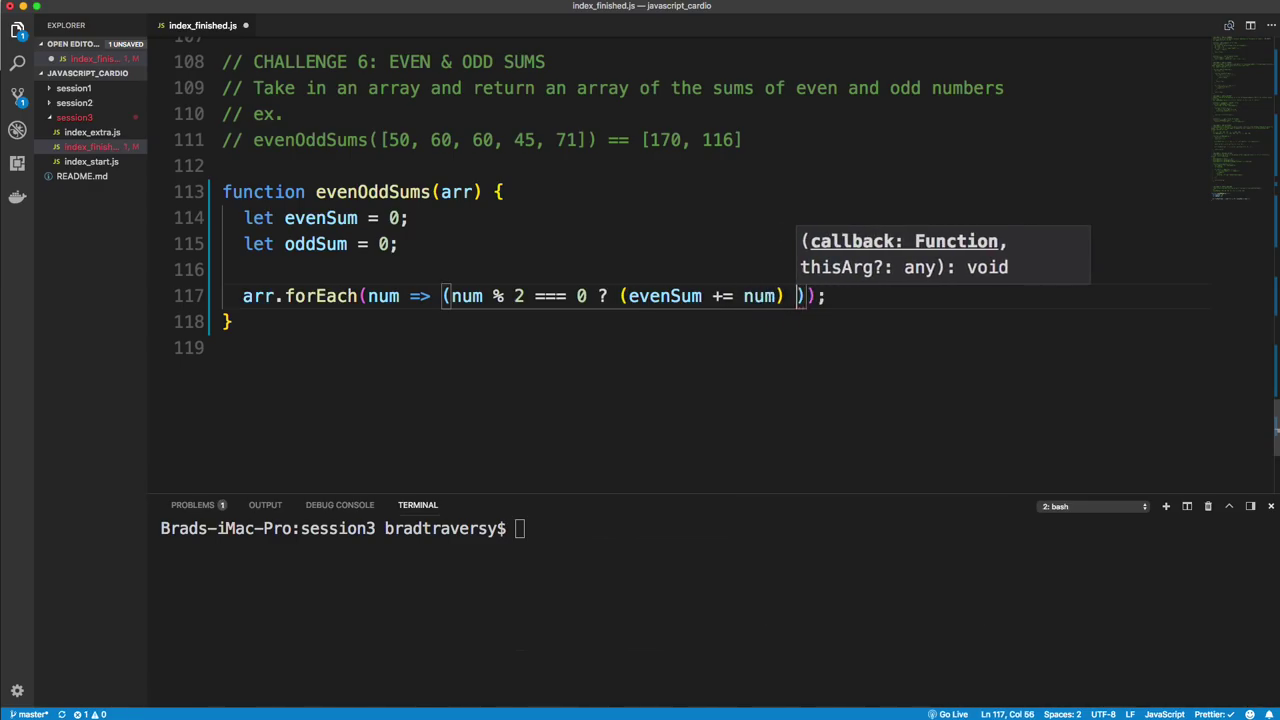 index_finished.js — javascript_cardio
EXPLORER
index_finished.js
OPEN EDITO... 1 UNSAVED
index_finish... 1, M
JAVASCRIPT_CARDIO
session1
session2
session3
index_extra.js
index_finish... 1, M
index_start.js
README.md
107
108 // CHALLENGE 6: EVEN & ODD SUMS
109 // Take in an array and return an array of the sums of even and odd numbers
110 // ex.
111 // evenOddSums([50, 60, 60, 45, 71]) == [170, 116]
112
113 function evenOddSums(arr) {
114 let evenSum = 0;
115 let oddSum = 0;
116
(callback: Function,
thisArg?: any): void
117 arr.forEach(num => (num % 2 === 0 ? (evenSum += num) ));
118 }
119
PROBLEMS 1 OUTPUT DEBUG CONSOLE TERMINAL 2: bash
Brads-iMac-Pro:session3 bradtraversy$
master* 1 0 Go Live Ln 117, Col 56 Spaces: 2 UTF-8 LF JavaScript Prettier: ✓